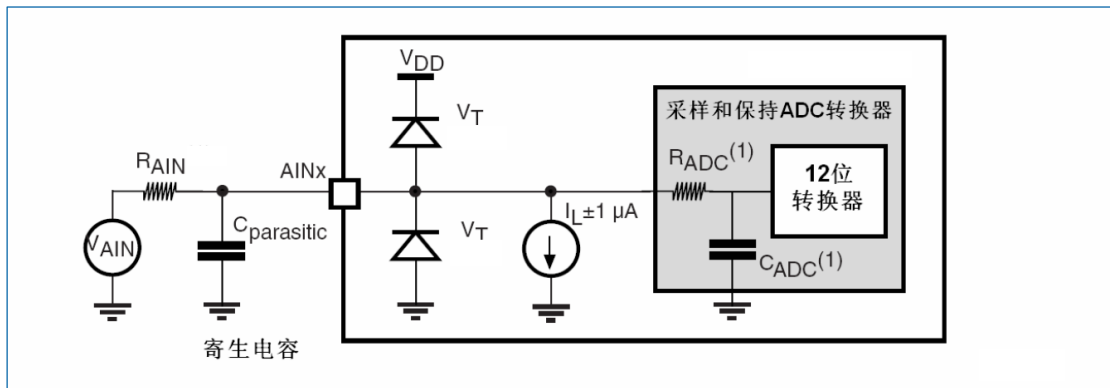 VDD
VT
采样和保持ADC转换器
RAIN
AINx
RADC(1)
12位
转换器
VAIN
Cparasitic
VT
IL±1 μA
CADC(1)
寄生电容